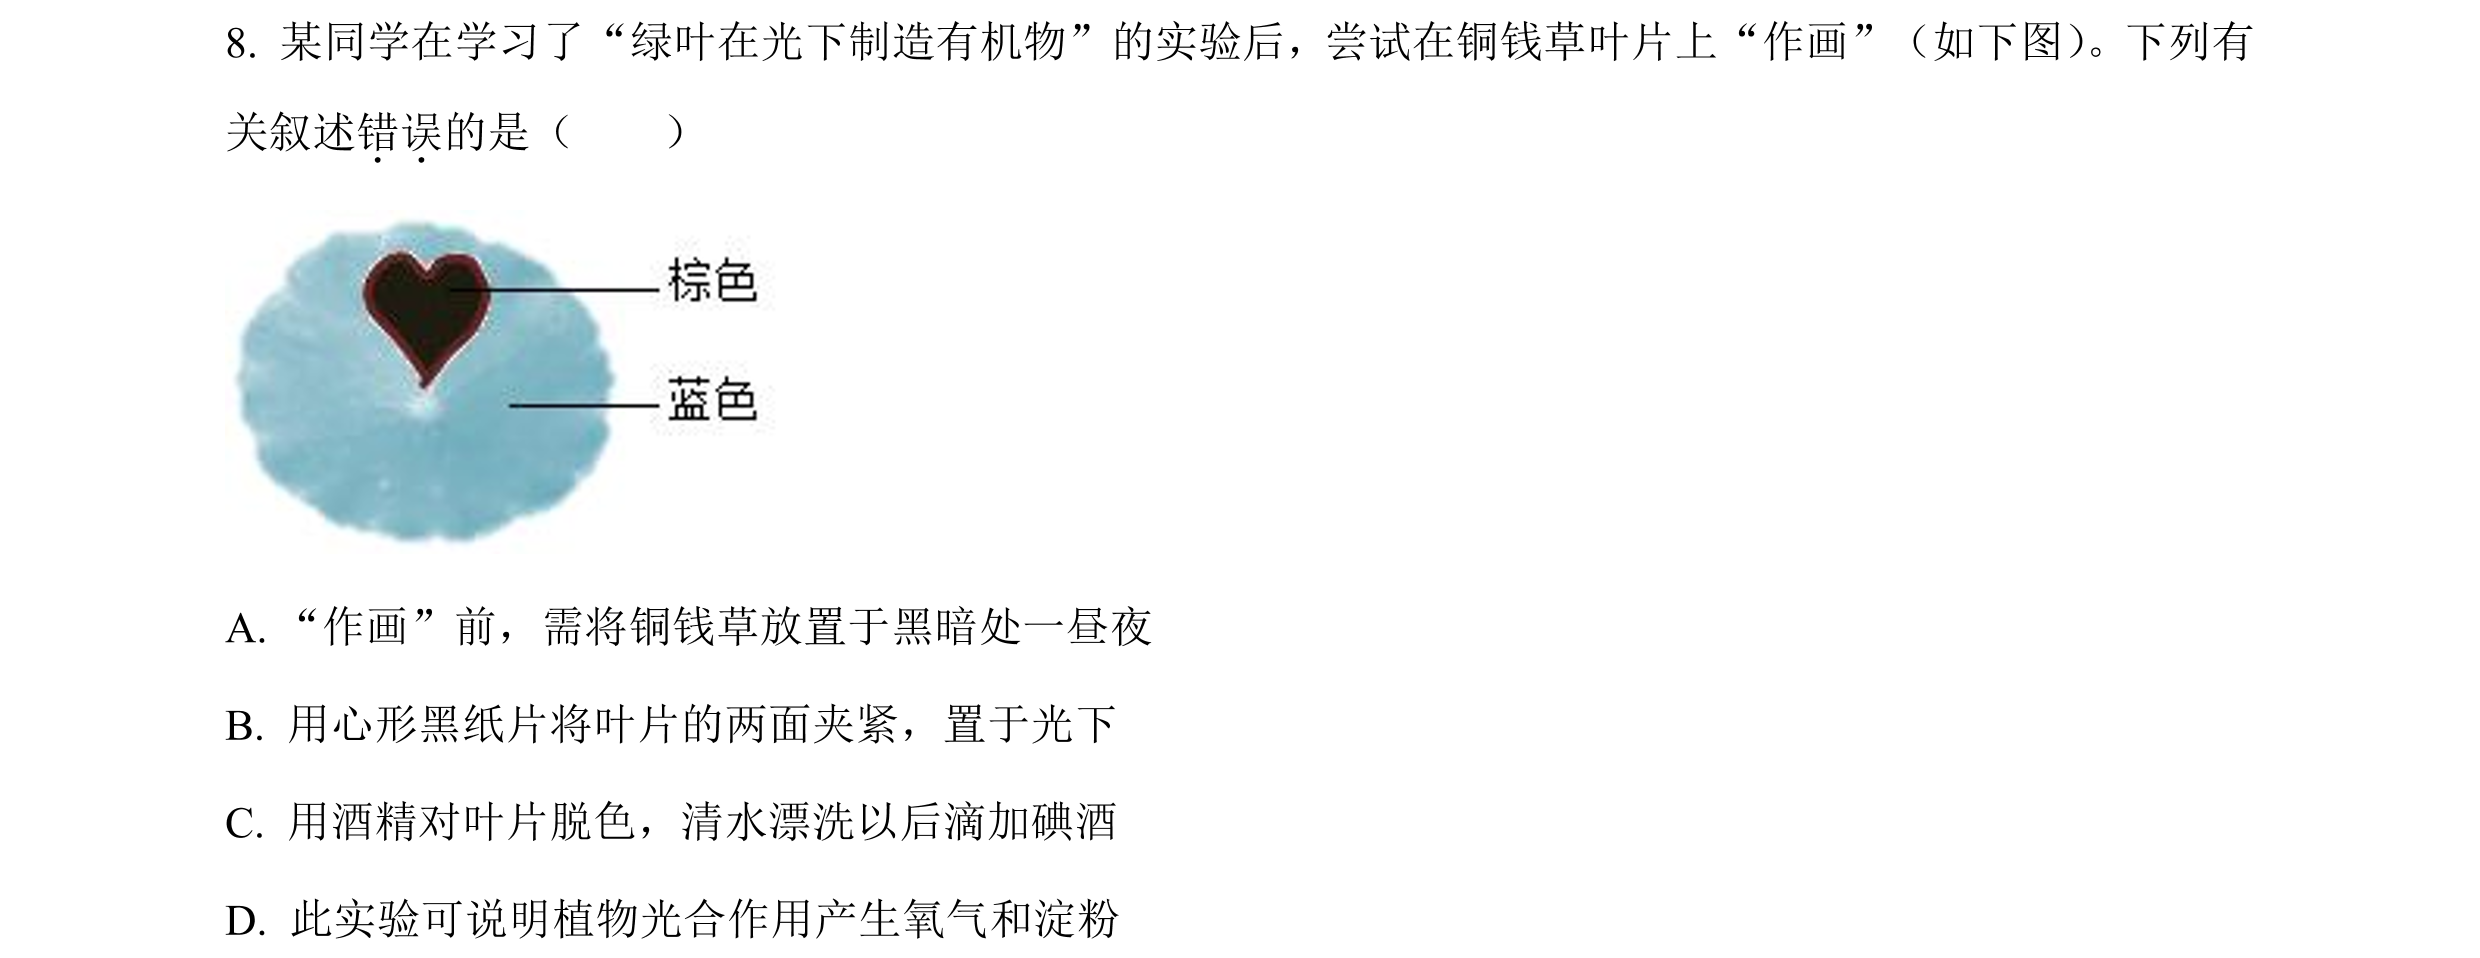 8. 某同学在学习了“绿叶在光下制造有机物”的实验后，尝试在铜钱草叶片上“作画”（如下图）。下列有
关叙述错误的是（　　）
棕色
蓝色
A. “作画”前，需将铜钱草放置于黑暗处一昼夜
B. 用心形黑纸片将叶片的两面夹紧，置于光下
C. 用酒精对叶片脱色，清水漂洗以后滴加碘酒
D. 此实验可说明植物光合作用产生氧气和淀粉